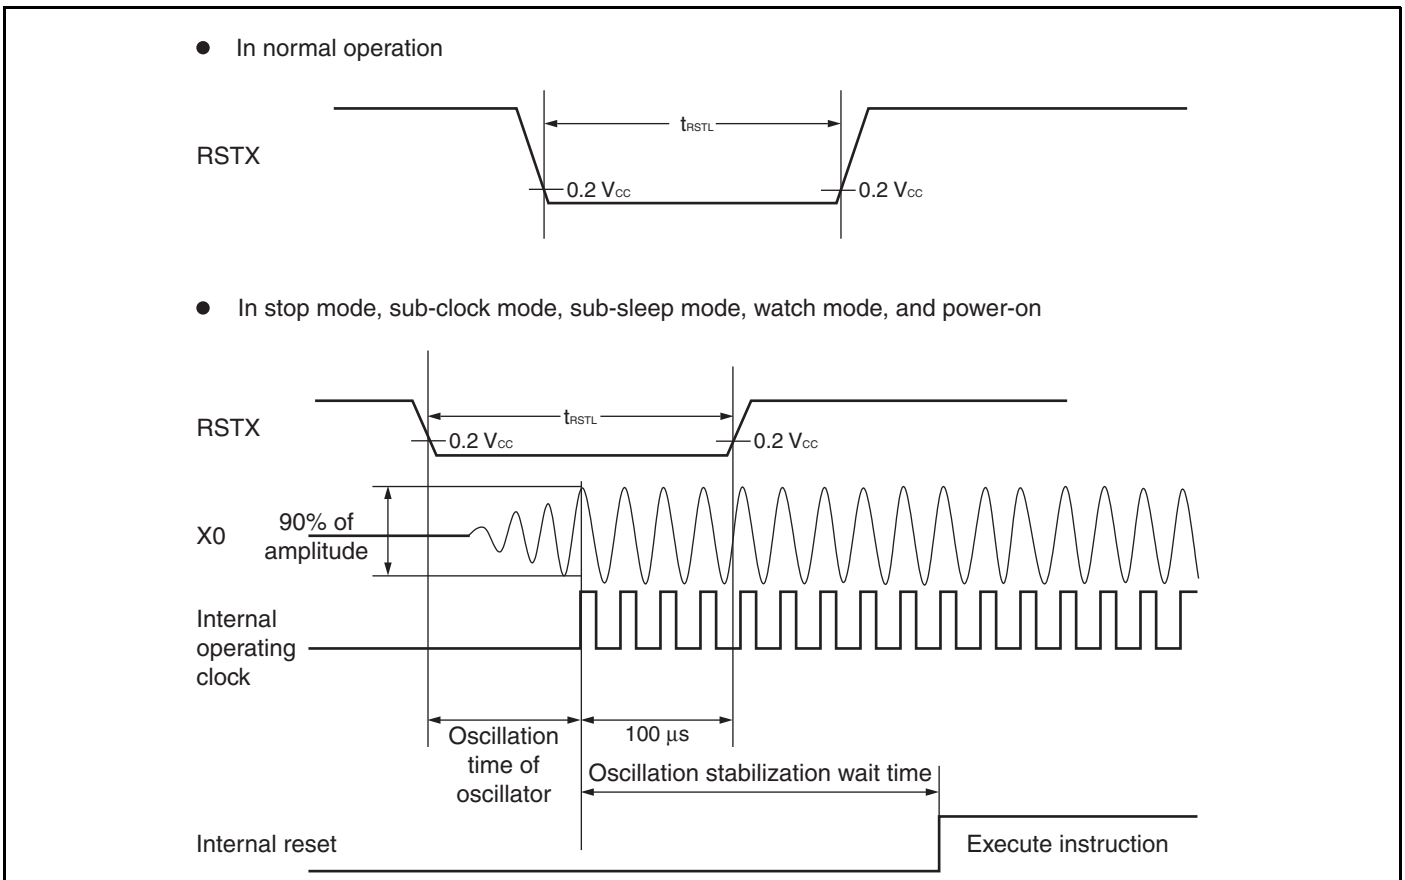 ● In normal operation
tRSTL
RSTX
0.2 VCC
0.2 VCC
● In stop mode, sub-clock mode, sub-sleep mode, watch mode, and power-on
tRSTL
RSTX
0.2 VCC
0.2 VCC
X0
90% of
amplitude
Internal
operating
clock
Oscillation
time of
oscillator
100 μs
Oscillation stabilization wait time
Internal reset
Execute instruction